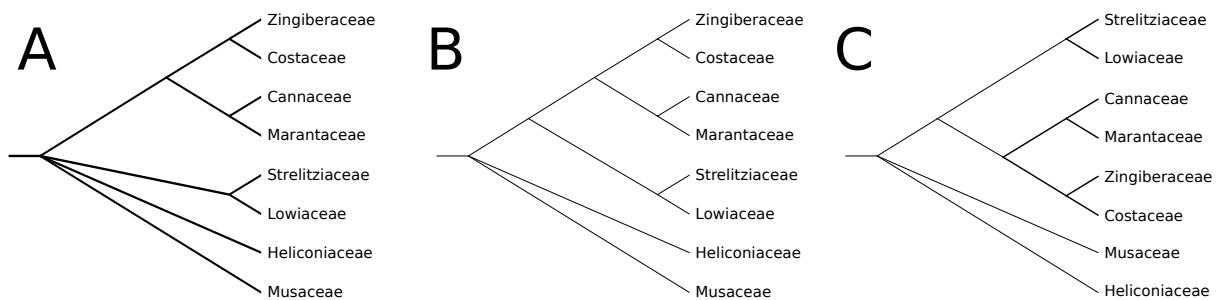 A
Zingiberaceae
Costaceae
Cannaceae
Marantaceae
Strelitziaceae
Lowiaceae
Heliconiaceae
Musaceae
B
Zingiberaceae
Costaceae
Cannaceae
Marantaceae
Strelitziaceae
Lowiaceae
Heliconiaceae
Musaceae
C
Strelitziaceae
Lowiaceae
Cannaceae
Marantaceae
Zingiberaceae
Costaceae
Musaceae
Heliconiaceae